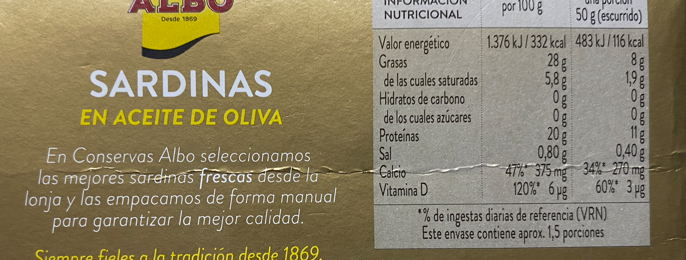 ALBO
Desde 1869
SARDINAS
EN ACEITE DE OLIVA
En Conservas Albo seleccionamos
las mejores sardinas frescas desde la
lonja y las empacamos de forma manual
para garantizar la mejor calidad.
Siempre fieles a la tradición desde 1869.
INFORMACIÓN
NUTRICIONAL
por 100 g
una porción
50 g (escurrido)
Valor energético 1.376 kJ / 332 kcal 483 kJ / 116 kcal
Grasas 28 g 8 g
de las cuales saturadas 5,8 g 1,9 g
Hidratos de carbono 0 g 0 g
de los cuales azúcares 0 g 0 g
Proteínas 20 g 11 g
Sal 0,80 g 0,40 g
Calcio 47%* 375 mg 34%* 270 mg
Vitamina D 120%* 6 µg 60%* 3 µg
*% de ingestas diarias de referencia (VRN)
Este envase contiene aprox. 1,5 porciones